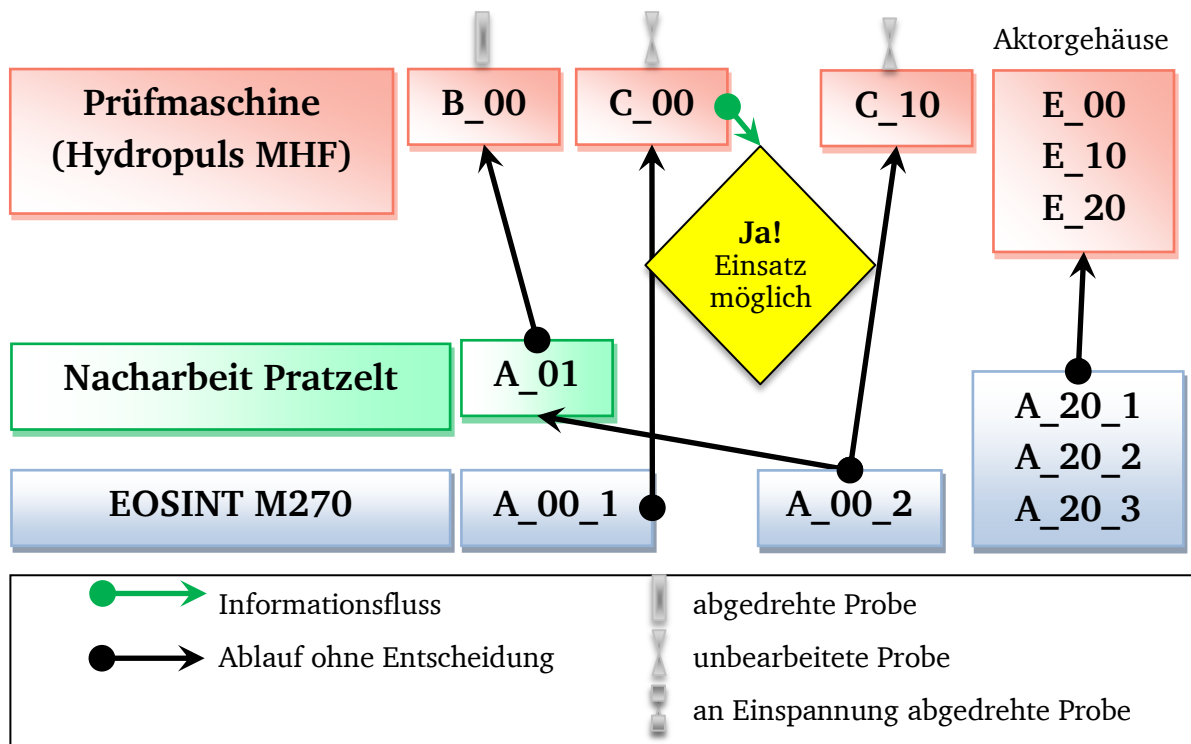 Aktorgehäuse
Prüfmaschine
(Hydropuls MHF)
B_00
C_00
C_10
E_00
E_10
E_20
Ja!
Einsatz
möglich
Nacharbeit Pratzelt
A_01
A_20_1
A_20_2
A_20_3
EOSINT M270
A_00_1
A_00_2
Informationsfluss
abgedrehte Probe
Ablauf ohne Entscheidung
unbearbeitete Probe
an Einspannung abgedrehte Probe